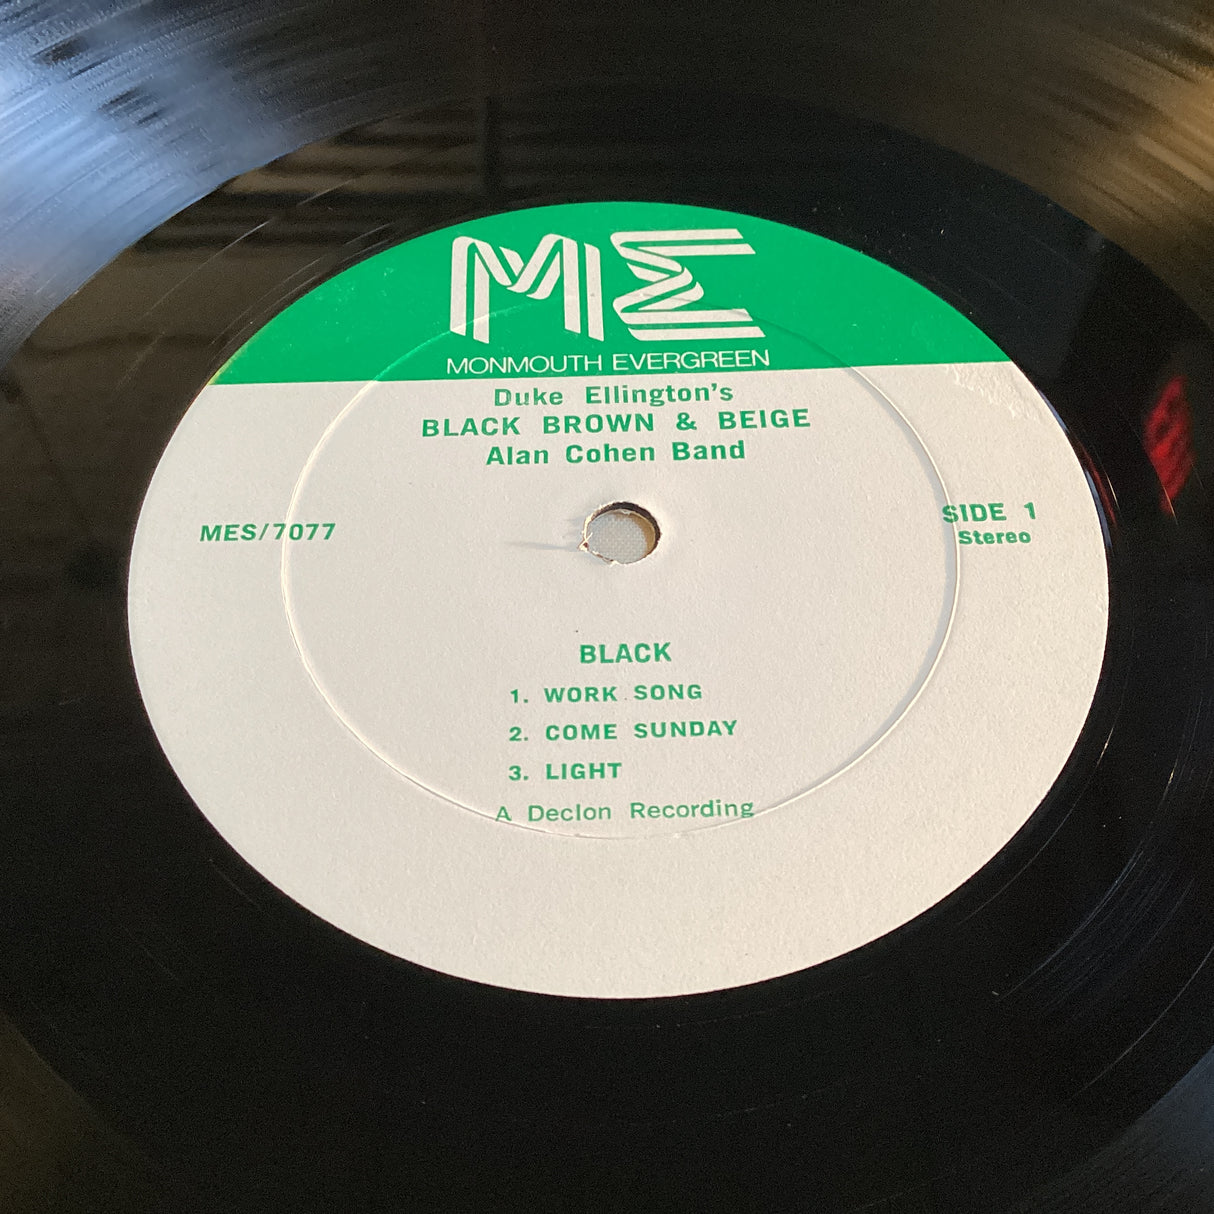 ME
MONMOUTH EVERGREEN
Duke Ellington's
BLACK BROWN & BEIGE
Alan Cohen Band
MES/7077
SIDE 1
Stereo
BLACK
1. WORK SONG
2. COME SUNDAY
3. LIGHT
A Declon Recording